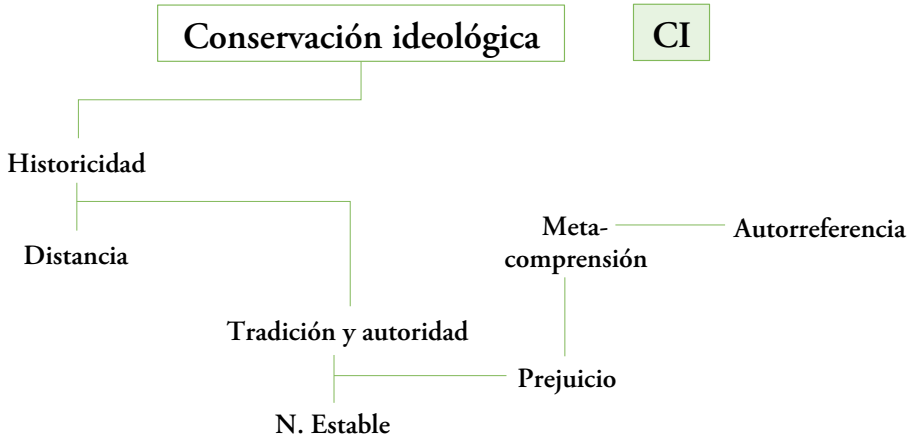 Conservación ideológica
CI
Historicidad
Distancia
Meta-
comprensión
Autorreferencia
Tradición y autoridad
Prejuicio
N. Estable